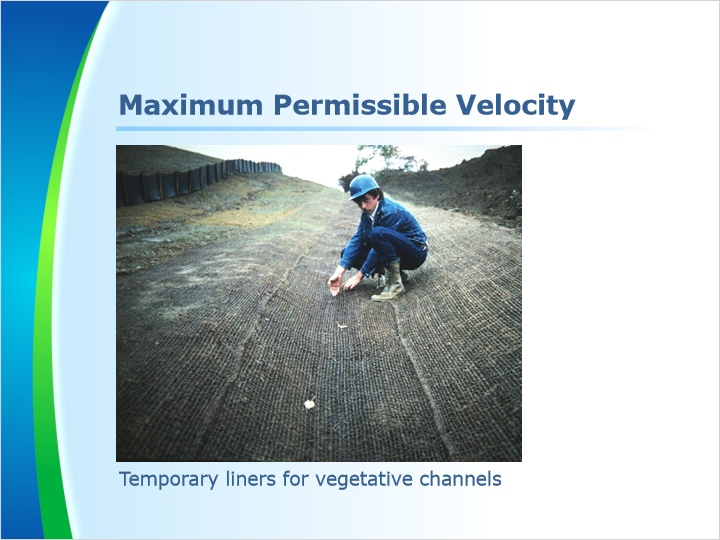 Maximum Permissible Velocity
Temporary liners for vegetative channels